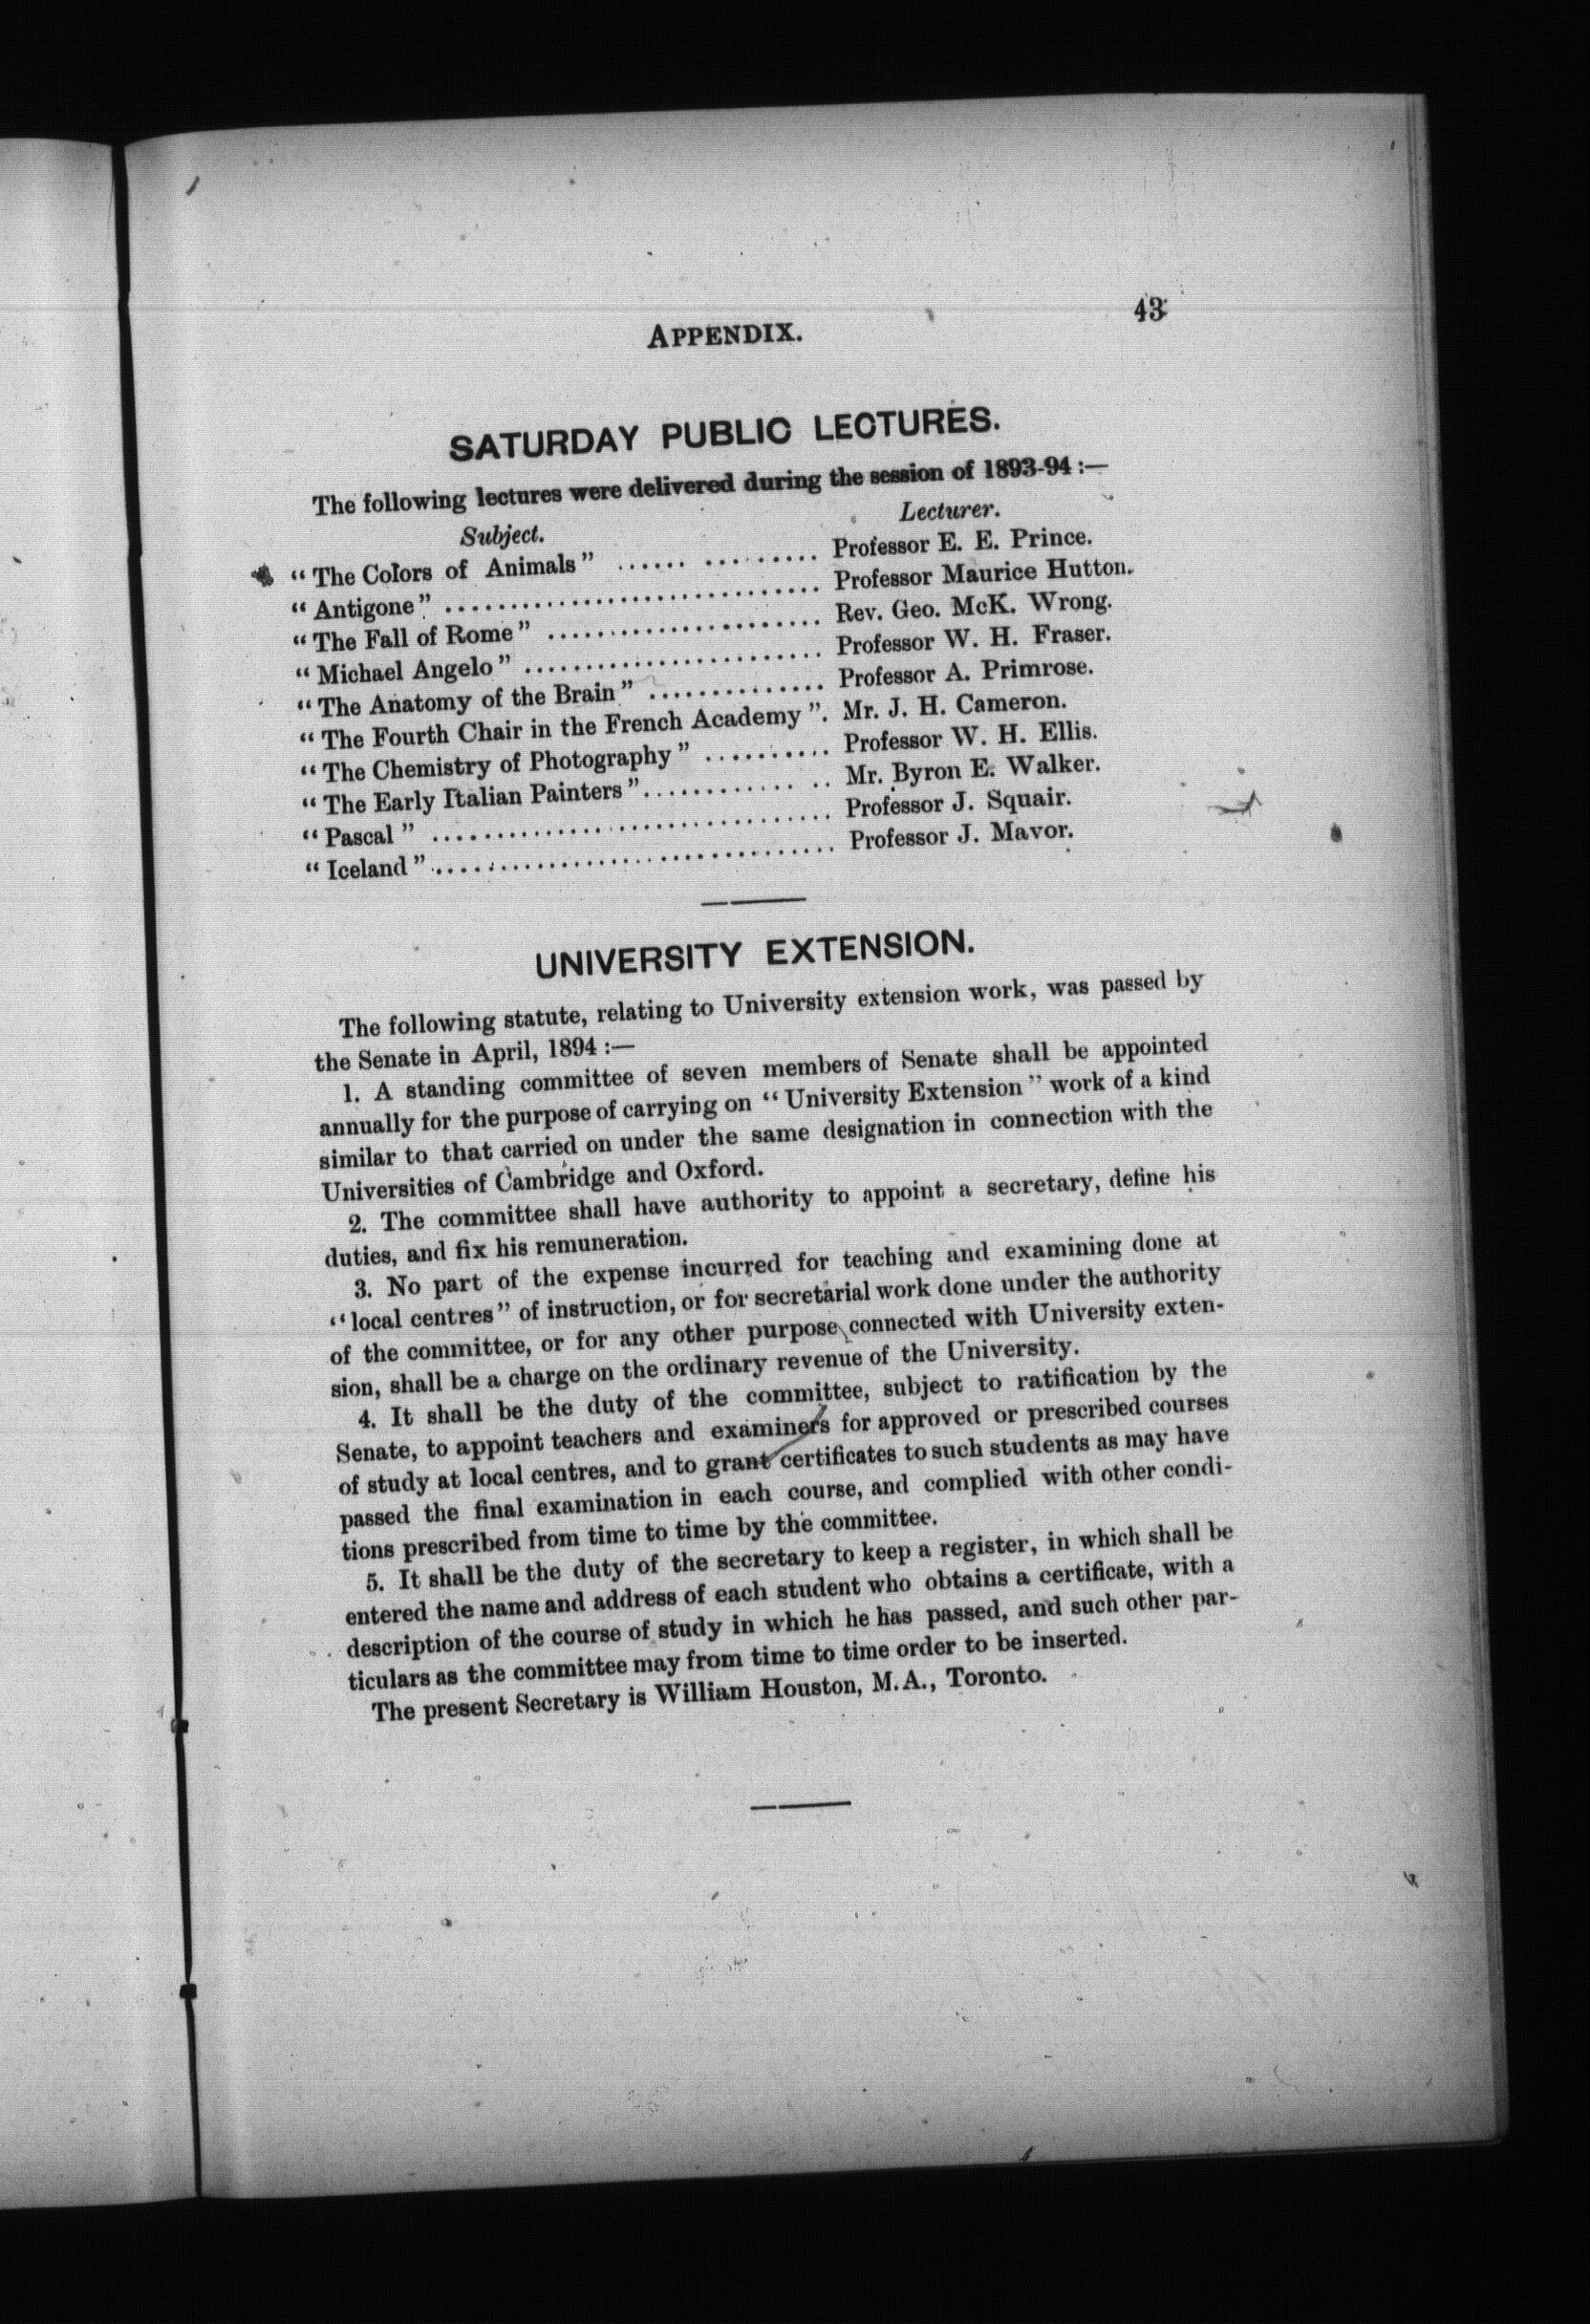 43
APPENDIX.
SATURDAY PUBLIC LECTURES.
The following lectures were delivered during the session of 1893-94 :—
Subject. Lecturer.
“ The Colors of Animals ” ...... ......... Professor E. E. Prince.
“ Antigone ” ............................. Professor Maurice Hutton.
“ The Fall of Rome ” ..................... Rev. Geo. McK. Wrong.
“ Michael Angelo ” ....................... Professor W. H. Fraser.
“ The Anatomy of the Brain ” .............. Professor A. Primrose.
“ The Fourth Chair in the French Academy ”. Mr. J. H. Cameron.
“ The Chemistry of Photography ” .......... Professor W. H. Ellis.
“ The Early Italian Painters ”............ .. Mr. Byron E. Walker.
“ Pascal ” ............................... Professor J. Squair.
“ Iceland ”............................... Professor J. Mavor.
UNIVERSITY EXTENSION.
The following statute, relating to University extension work, was passed by
the Senate in April, 1894 :—
1. A standing committee of seven members of Senate shall be appointed
annually for the purpose of carrying on “ University Extension ” work of a kind
similar to that carried on under the same designation in connection with the
Universities of Cambridge and Oxford.
2. The committee shall have authority to appoint a secretary, define his
duties, and fix his remuneration.
3. No part of the expense incurred for teaching and examining done at
“ local centres ” of instruction, or for secretarial work done under the authority
of the committee, or for any other purpose connected with University exten-
sion, shall be a charge on the ordinary revenue of the University.
4. It shall be the duty of the committee, subject to ratification by the
Senate, to appoint teachers and examiners for approved or prescribed courses
of study at local centres, and to grant certificates to such students as may have
passed the final examination in each course, and complied with other condi-
tions prescribed from time to time by the committee.
5. It shall be the duty of the secretary to keep a register, in which shall be
entered the name and address of each student who obtains a certificate, with a
description of the course of study in which he has passed, and such other par-
ticulars as the committee may from time to time order to be inserted.
The present Secretary is William Houston, M.A., Toronto.